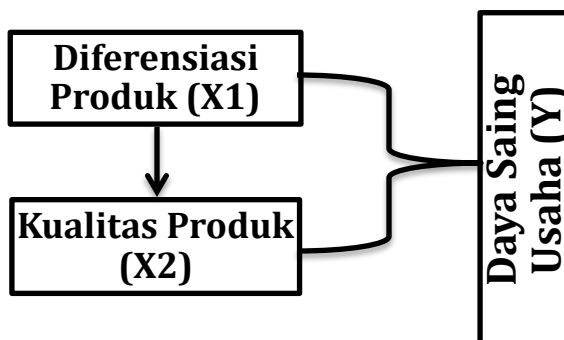 Diferensiasi
Produk (X1)
Kualitas Produk
(X2)
Daya Saing
Usaha (Y)